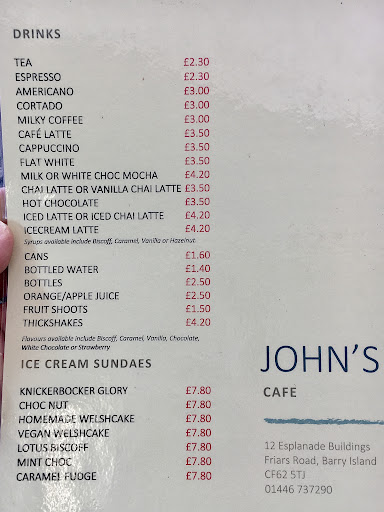 DRINKS
TEA £2.30
ESPRESSO £2.30
AMERICANO £3.00
CORTADO £3.00
MILKY COFFEE £3.00
CAFÉ LATTE £3.50
CAPPUCCINO £3.50
FLAT WHITE £3.50
MILK OR WHITE CHOC MOCHA £4.20
CHAI LATTE OR VANILLA CHAI LATTE £3.50
HOT CHOCOLATE £3.50
ICED LATTE OR ICED CHAI LATTE £4.20
ICECREAM LATTE £4.20
Syrups available include Biscoff, Caramel, Vanilla or Hazelnut.
CANS £1.60
BOTTLED WATER £1.40
BOTTLES £2.50
ORANGE/APPLE JUICE £2.50
FRUIT SHOOTS £1.50
THICKSHAKES £4.20
Flavours available include Biscoff, Caramel, Vanilla, Chocolate,
White Chocolate or Strawberry
ICE CREAM SUNDAES
KNICKERBOCKER GLORY £7.80
CHOC NUT £7.80
HOMEMADE WELSHCAKE £7.80
VEGAN WELSHCAKE £7.80
LOTUS BISCOFF £7.80
MINT CHOC £7.80
CARAMEL FUDGE £7.80
JOHN'S
CAFE
12 Esplanade Buildings
Friars Road, Barry Island
CF62 5TJ
01446 737290